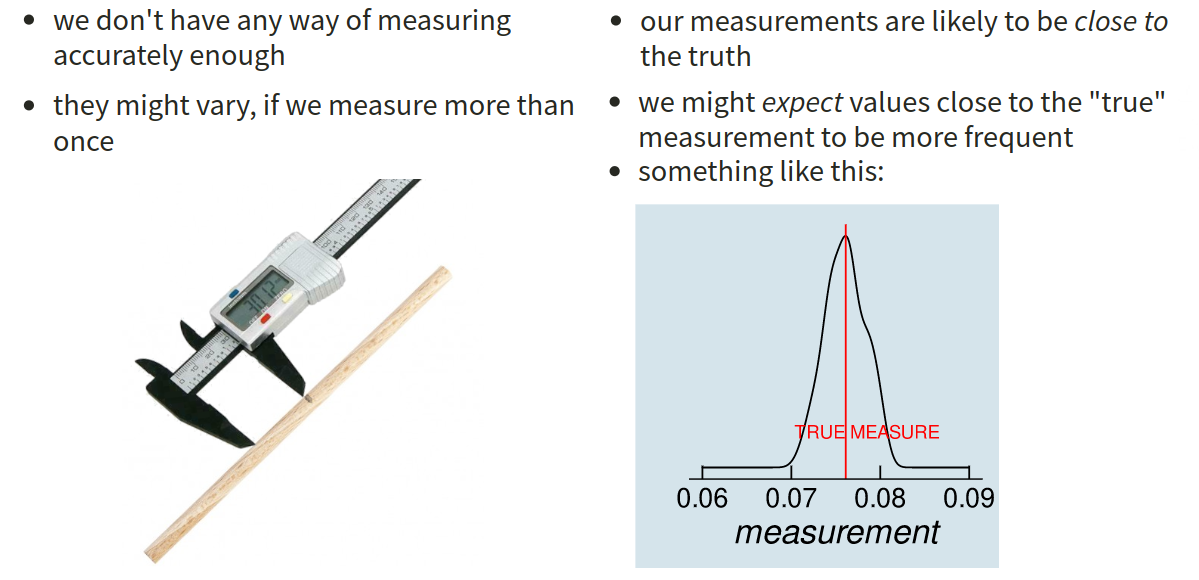 • we don't have any way of measuring
accurately enough
• they might vary, if we measure more than
once
• our measurements are likely to be close to
the truth
• we might expect values close to the "true"
measurement to be more frequent
• something like this:
TRUE MEASURE
0.06 0.07 0.08 0.09
measurement